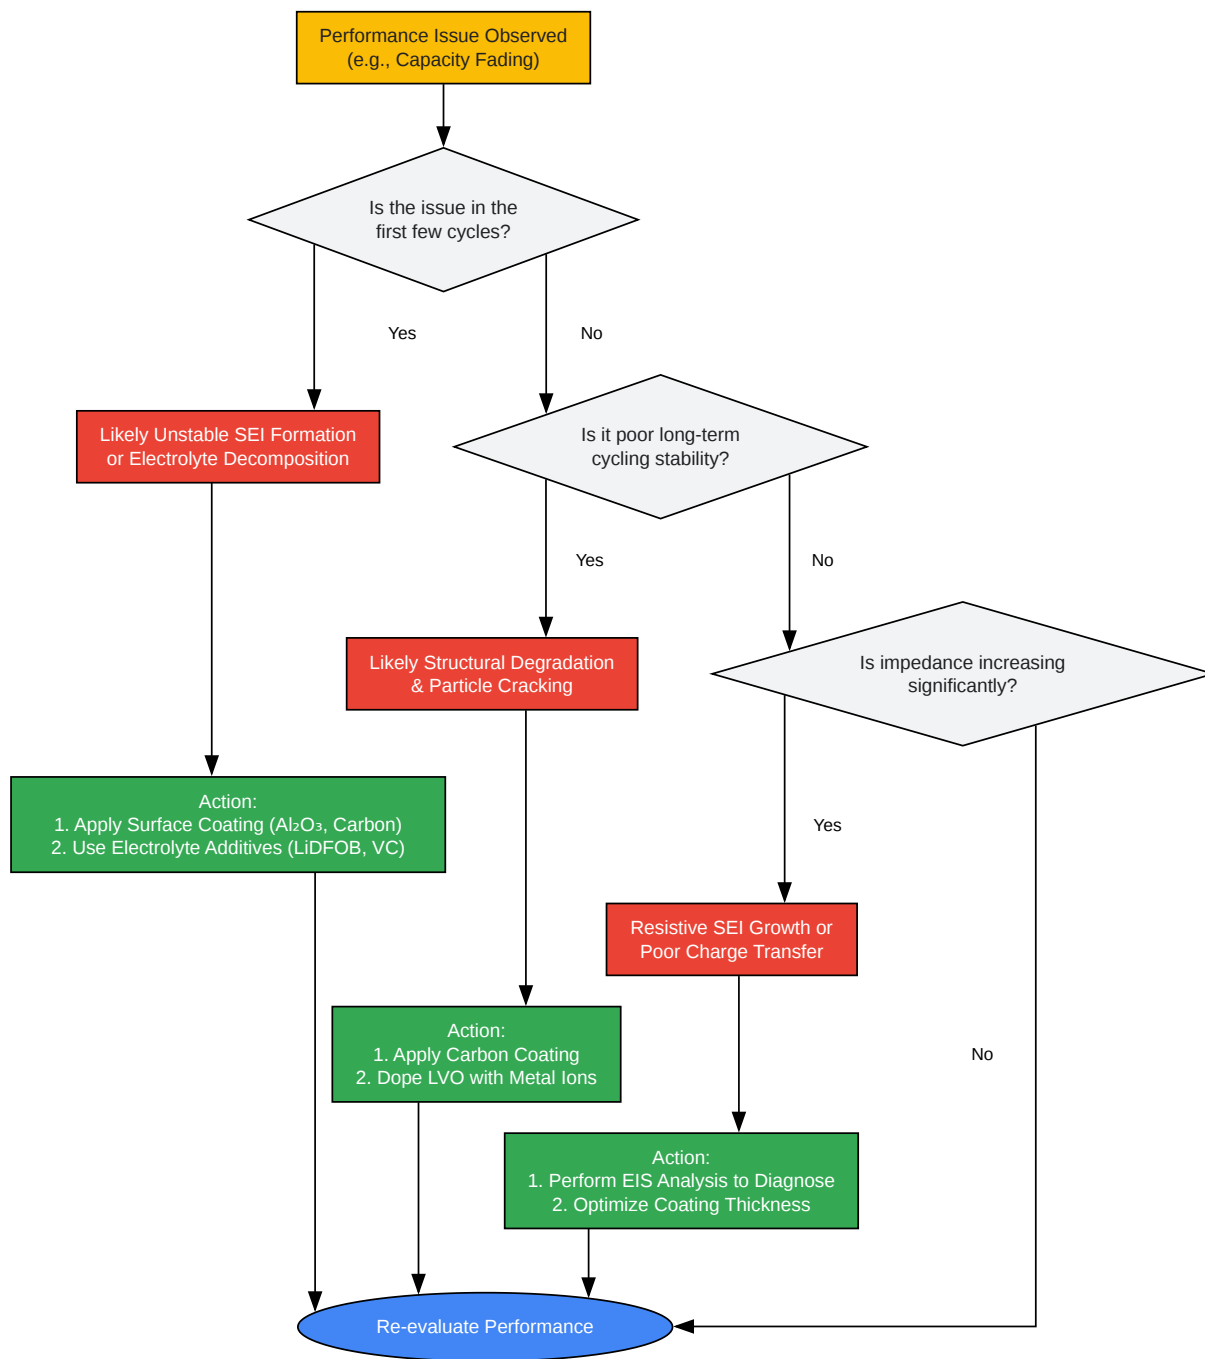 Performance Issue Observed
(e.g., Capacity Fading)
Is the issue in the
first few cycles?
Yes
No
Likely Unstable SEI Formation
or Electrolyte Decomposition
Is it poor long-term
cycling stability?
Yes
No
Likely Structural Degradation
& Particle Cracking
Is impedance increasing
significantly?
Action:
1. Apply Surface Coating (Al₂O₃, Carbon)
2. Use Electrolyte Additives (LiDFOB, VC)
Yes
Resistive SEI Growth or
Poor Charge Transfer
Action:
1. Apply Carbon Coating
2. Dope LVO with Metal Ions
No
Action:
1. Perform EIS Analysis to Diagnose
2. Optimize Coating Thickness
Re-evaluate Performance